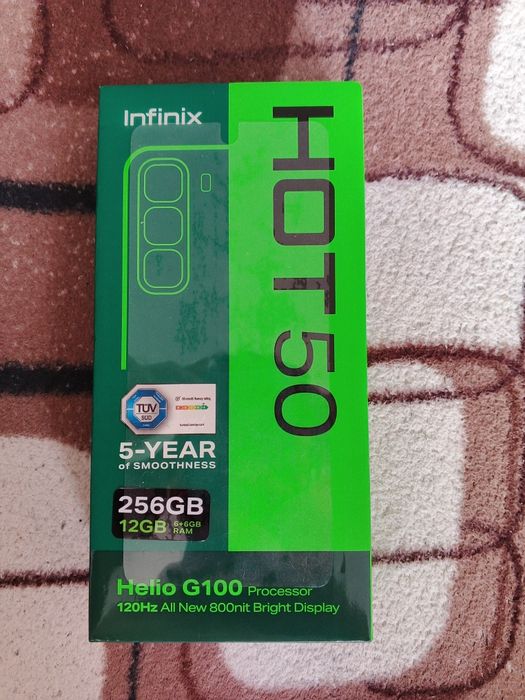 Infinix
HOT 50
TÜV
SÜD
5-YEAR
of SMOOTHNESS
256GB
12GB 6+6GB
RAM
Helio G100 Processor
120Hz All New 800nit Bright Display